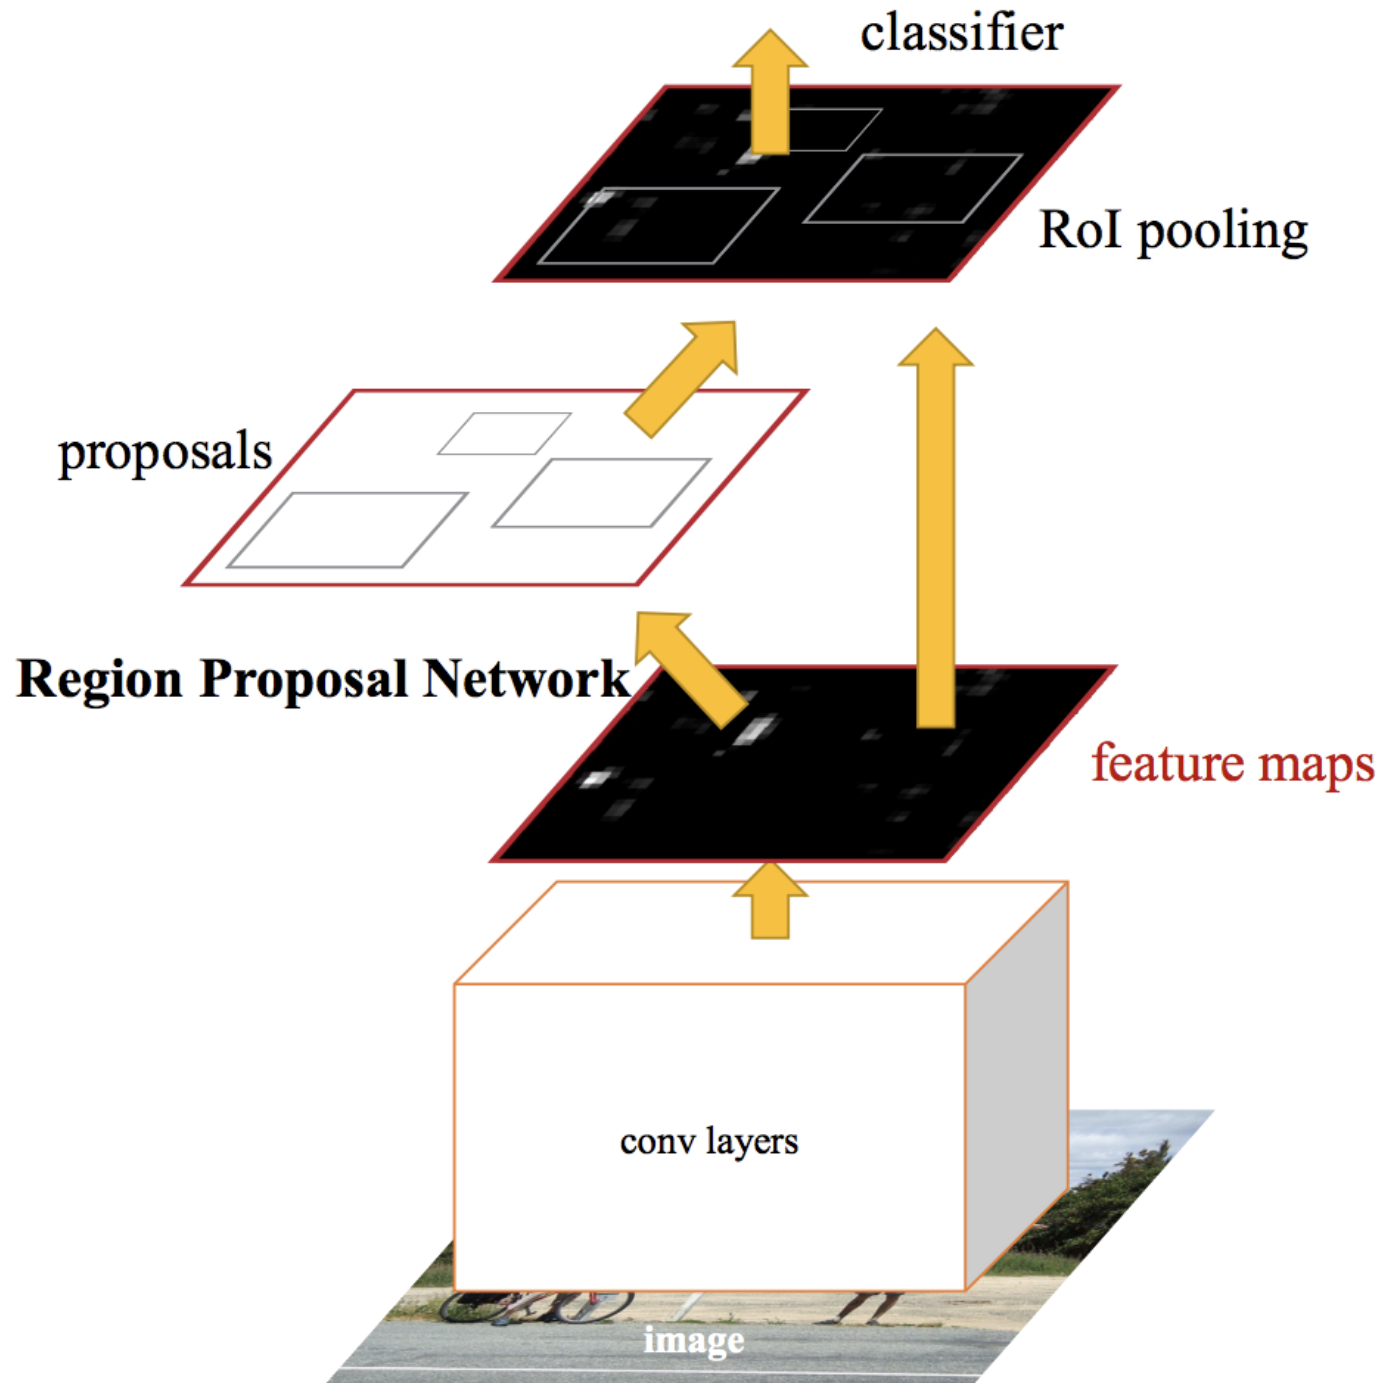 classifier
RoI pooling
proposals
Region Proposal Network
feature maps
conv layers
image